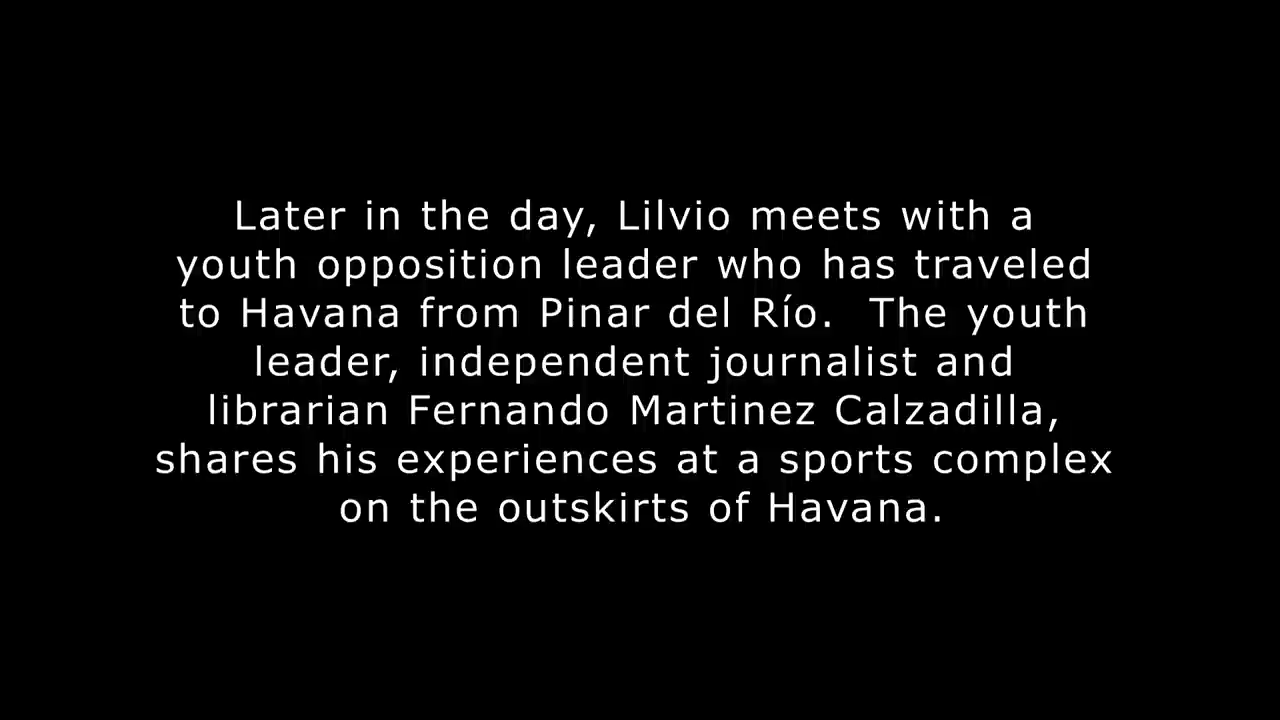 Later in the day, Lilvio meets with a
youth opposition leader who has traveled
to Havana from Pinar del Río.  The youth
leader, independent journalist and
librarian Fernando Martinez Calzadilla,
shares his experiences at a sports complex
on the outskirts of Havana.